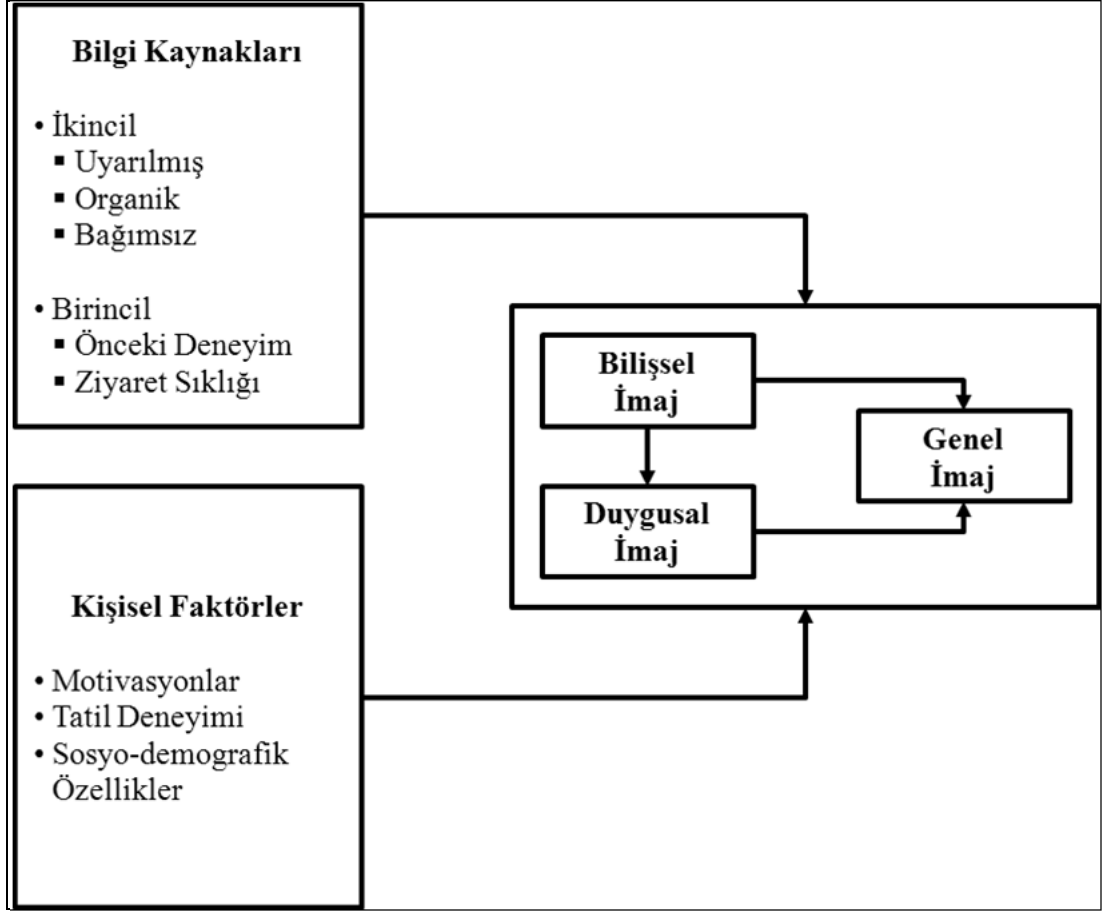 Bilgi Kaynakları
• İkincil
▪ Uyarılmış
▪ Organik
▪ Bağımsız
• Birincil
▪ Önceki Deneyim
▪ Ziyaret Sıklığı
Bilişsel
İmaj
Duygusal
İmaj
Genel
İmaj
Kişisel Faktörler
• Motivasyonlar
• Tatil Deneyimi
• Sosyo-demografik
Özellikler